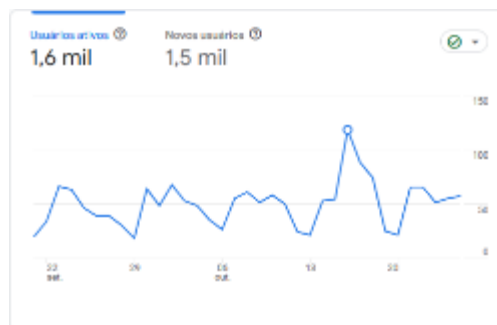 Usuários ativos
Novos usuários
1,6 mil
1,5 mil
150
100
50
0
22
set.
29
06
out.
13
20